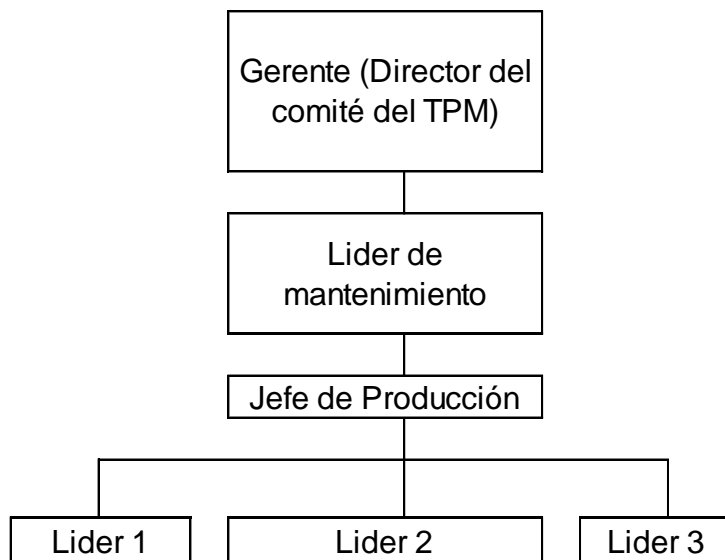 Gerente (Director del
comité del TPM)
Lider de
mantenimiento
Jefe de Producción
Lider 1
Lider 2
Lider 3